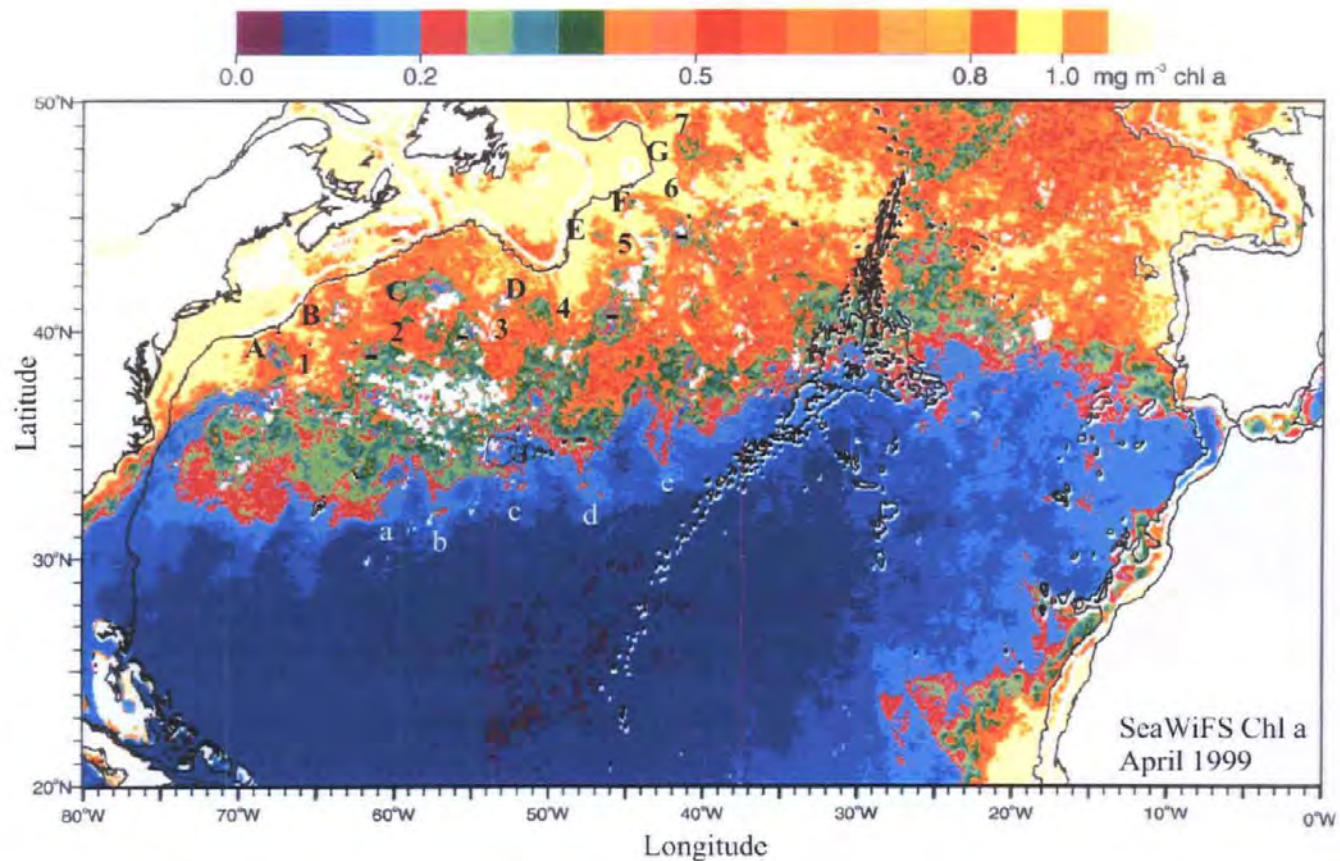 0.0 0.2 0.5 0.8 1.0 mg m⁻³ chl a
50°N
7
G
6
F
E
5
C
D
B
4
2
3
40°N
A
1
Latitude
e
c
d
a
b
30°N
SeaWiFS Chl a
April 1999
20°N
80°W 70°W 60°W 50°W 40°W 30°W 20°W 10°W 0°W
Longitude